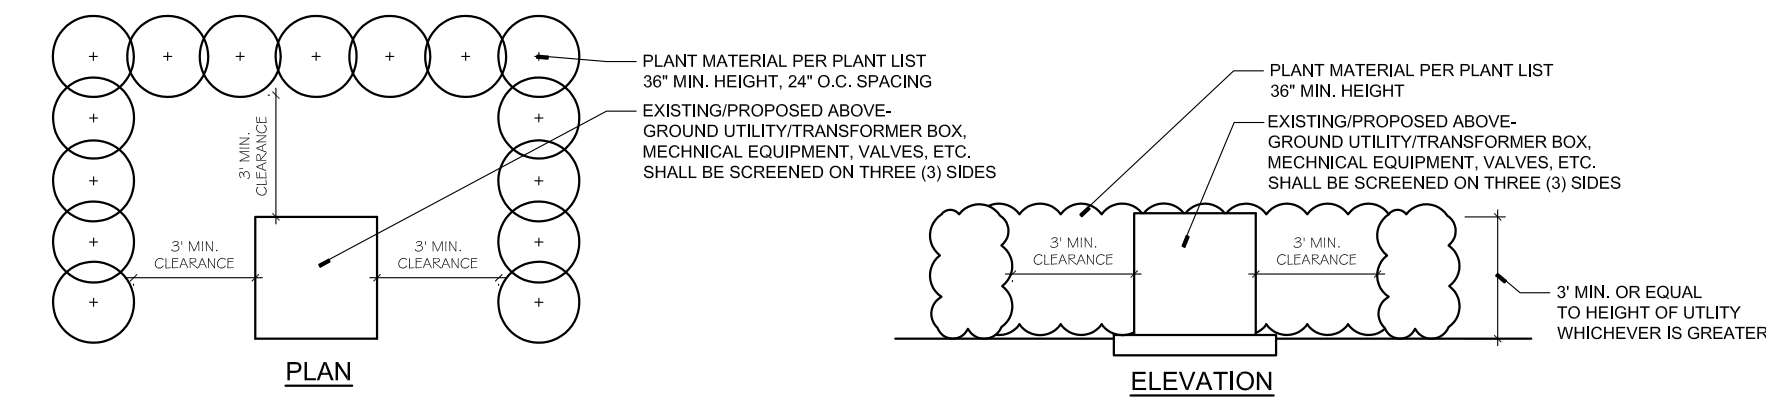 PLANT MATERIAL PER PLANT LIST
36" MIN. HEIGHT, 24" O.C. SPACING
EXISTING/PROPOSED ABOVE-
GROUND UTILITY/TRANSFORMER BOX,
MECHNICAL EQUIPMENT, VALVES, ETC.
SHALL BE SCREENED ON THREE (3) SIDES
3' MIN.
CLEARANCE
3' MIN.
CLEARANCE
3' MIN.
CLEARANCE
PLAN
PLANT MATERIAL PER PLANT LIST
36" MIN. HEIGHT
EXISTING/PROPOSED ABOVE-
GROUND UTILITY/TRANSFORMER BOX,
MECHNICAL EQUIPMENT, VALVES, ETC.
SHALL BE SCREENED ON THREE (3) SIDES
3' MIN.
CLEARANCE
3' MIN.
CLEARANCE
3' MIN. OR EQUAL
TO HEIGHT OF UTLITY
WHICHEVER IS GREATER
ELEVATION